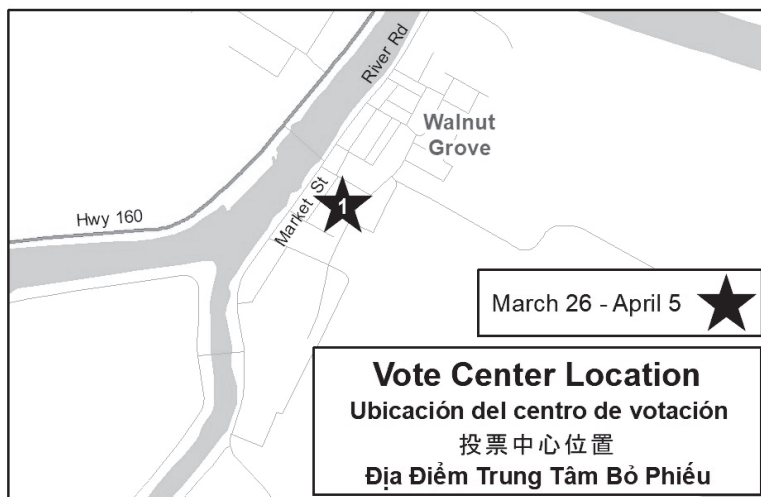 River Rd
Walnut
Grove
Market St
1
Hwy 160
March 26 - April 5
Vote Center Location
Ubicación del centro de votación
投票中心位置
Địa Điểm Trung Tâm Bỏ Phiếu